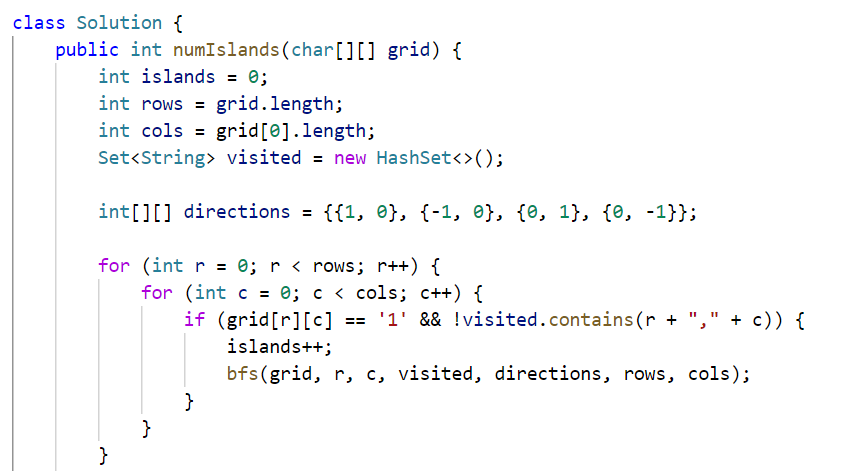 class Solution {
    public int numIslands(char[][] grid) {
        int islands = 0;
        int rows = grid.length;
        int cols = grid[0].length;
        Set<String> visited = new HashSet<>();

        int[][] directions = {{1, 0}, {-1, 0}, {0, 1}, {0, -1}};

        for (int r = 0; r < rows; r++) {
            for (int c = 0; c < cols; c++) {
                if (grid[r][c] == '1' && !visited.contains(r + "," + c)) {
                    islands++;
                    bfs(grid, r, c, visited, directions, rows, cols);
                }
            }
        }